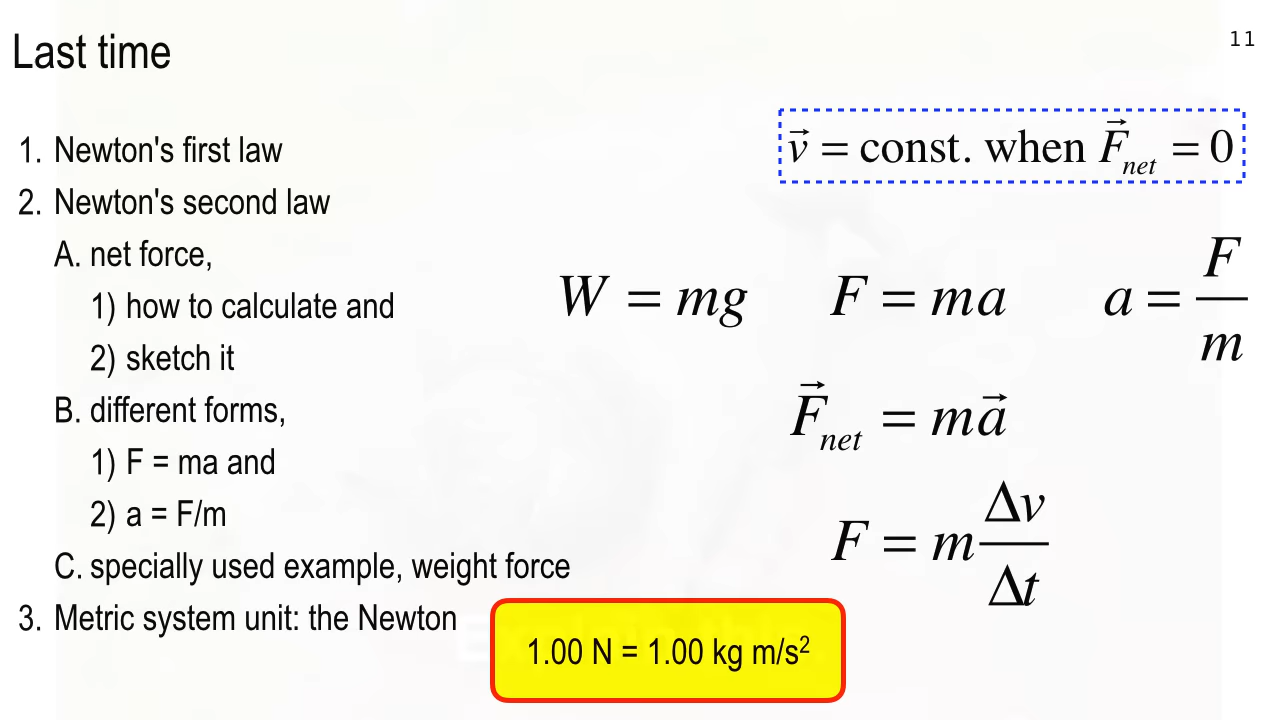 Last time
11
1. Newton's first law
2. Newton's second law
A. net force,
1) how to calculate and
2) sketch it
B. different forms,
1) F = ma and
2) a = F/m
C. specially used example, weight force
3. Metric system unit: the Newton
v⃗ = const. when F⃗_net = 0
W = mg F = ma a = F/m
F⃗_net = ma⃗
F = m Δv/Δt
1.00 N = 1.00 kg m/s²